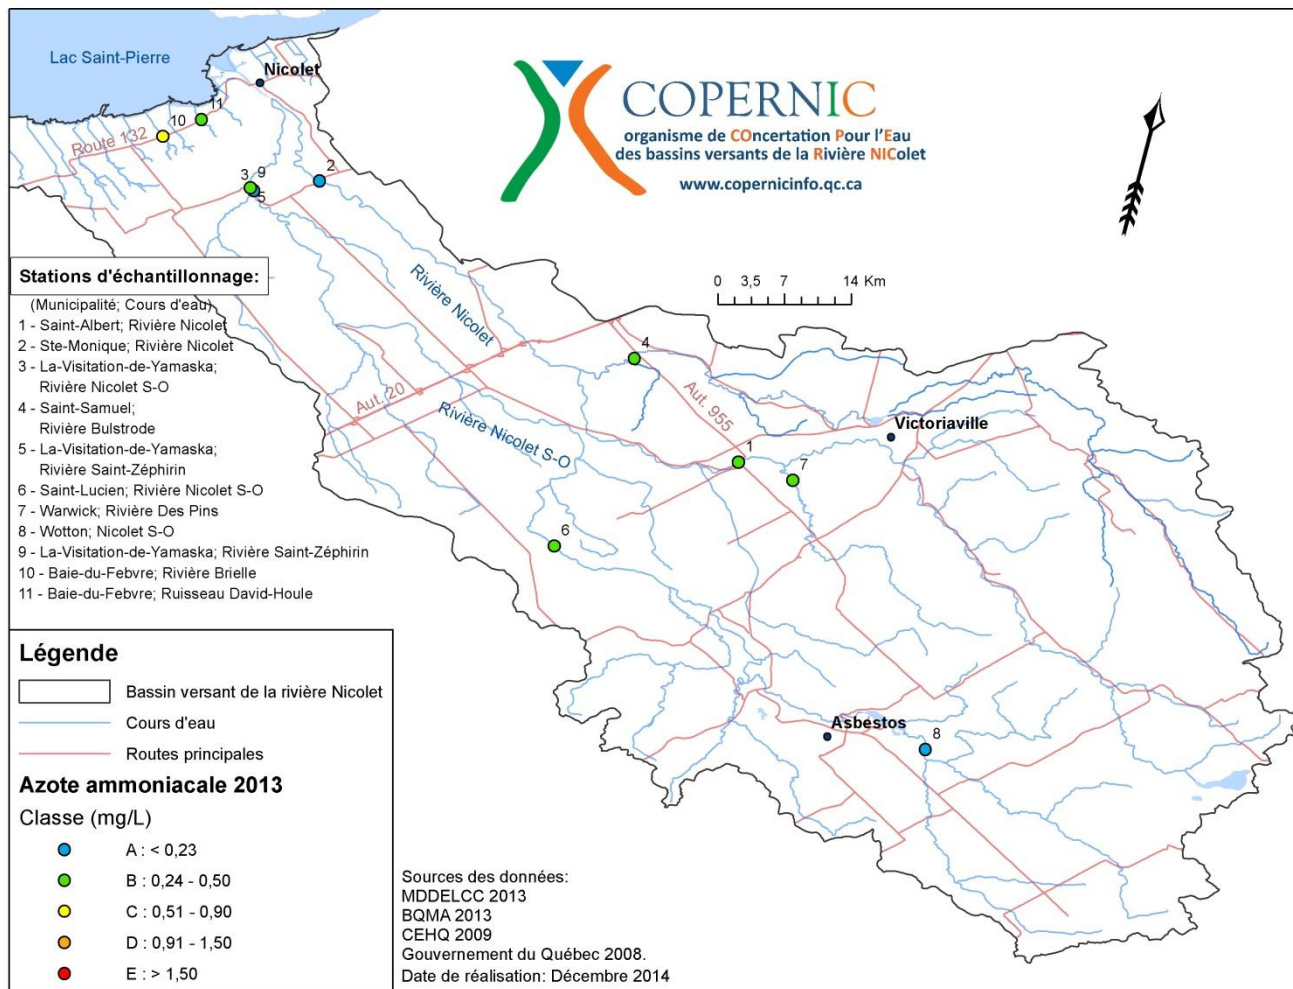 Lac Saint-Pierre
Nicolet
11
10
Route 132
3
9
5
2
COPERNIC
organisme de COncertation Pour l'Eau
des bassins versants de la Rivière NIColet
www.copernicinfo.qc.ca
0 3,5 7 14 Km
Stations d'échantillonnage:
(Municipalité; Cours d'eau)
1 - Saint-Albert; Rivière Nicolet
2 - Ste-Monique; Rivière Nicolet
3 - La-Visitation-de-Yamaska;
Rivière Nicolet S-O
4 - Saint-Samuel;
Rivière Bulstrode
5 - La-Visitation-de-Yamaska;
Rivière Saint-Zéphirin
6 - Saint-Lucien; Rivière Nicolet S-O
7 - Warwick; Rivière Des Pins
8 - Wotton; Nicolet S-O
9 - La-Visitation-de-Yamaska; Rivière Saint-Zéphirin
10 - Baie-du-Febvre; Rivière Brielle
11 - Baie-du-Febvre; Ruisseau David-Houle
Rivière Nicolet
4
Aut. 20
Aut. 955
Rivière Nicolet S-O
Victoriaville
1
7
6
Asbestos
8
Légende
Bassin versant de la rivière Nicolet
Cours d'eau
Routes principales
Azote ammoniacale 2013
Classe (mg/L)
A : < 0,23
B : 0,24 - 0,50
C : 0,51 - 0,90
D : 0,91 - 1,50
E : > 1,50
Sources des données:
MDDELCC 2013
BQMA 2013
CEHQ 2009
Gouvernement du Québec 2008.
Date de réalisation: Décembre 2014